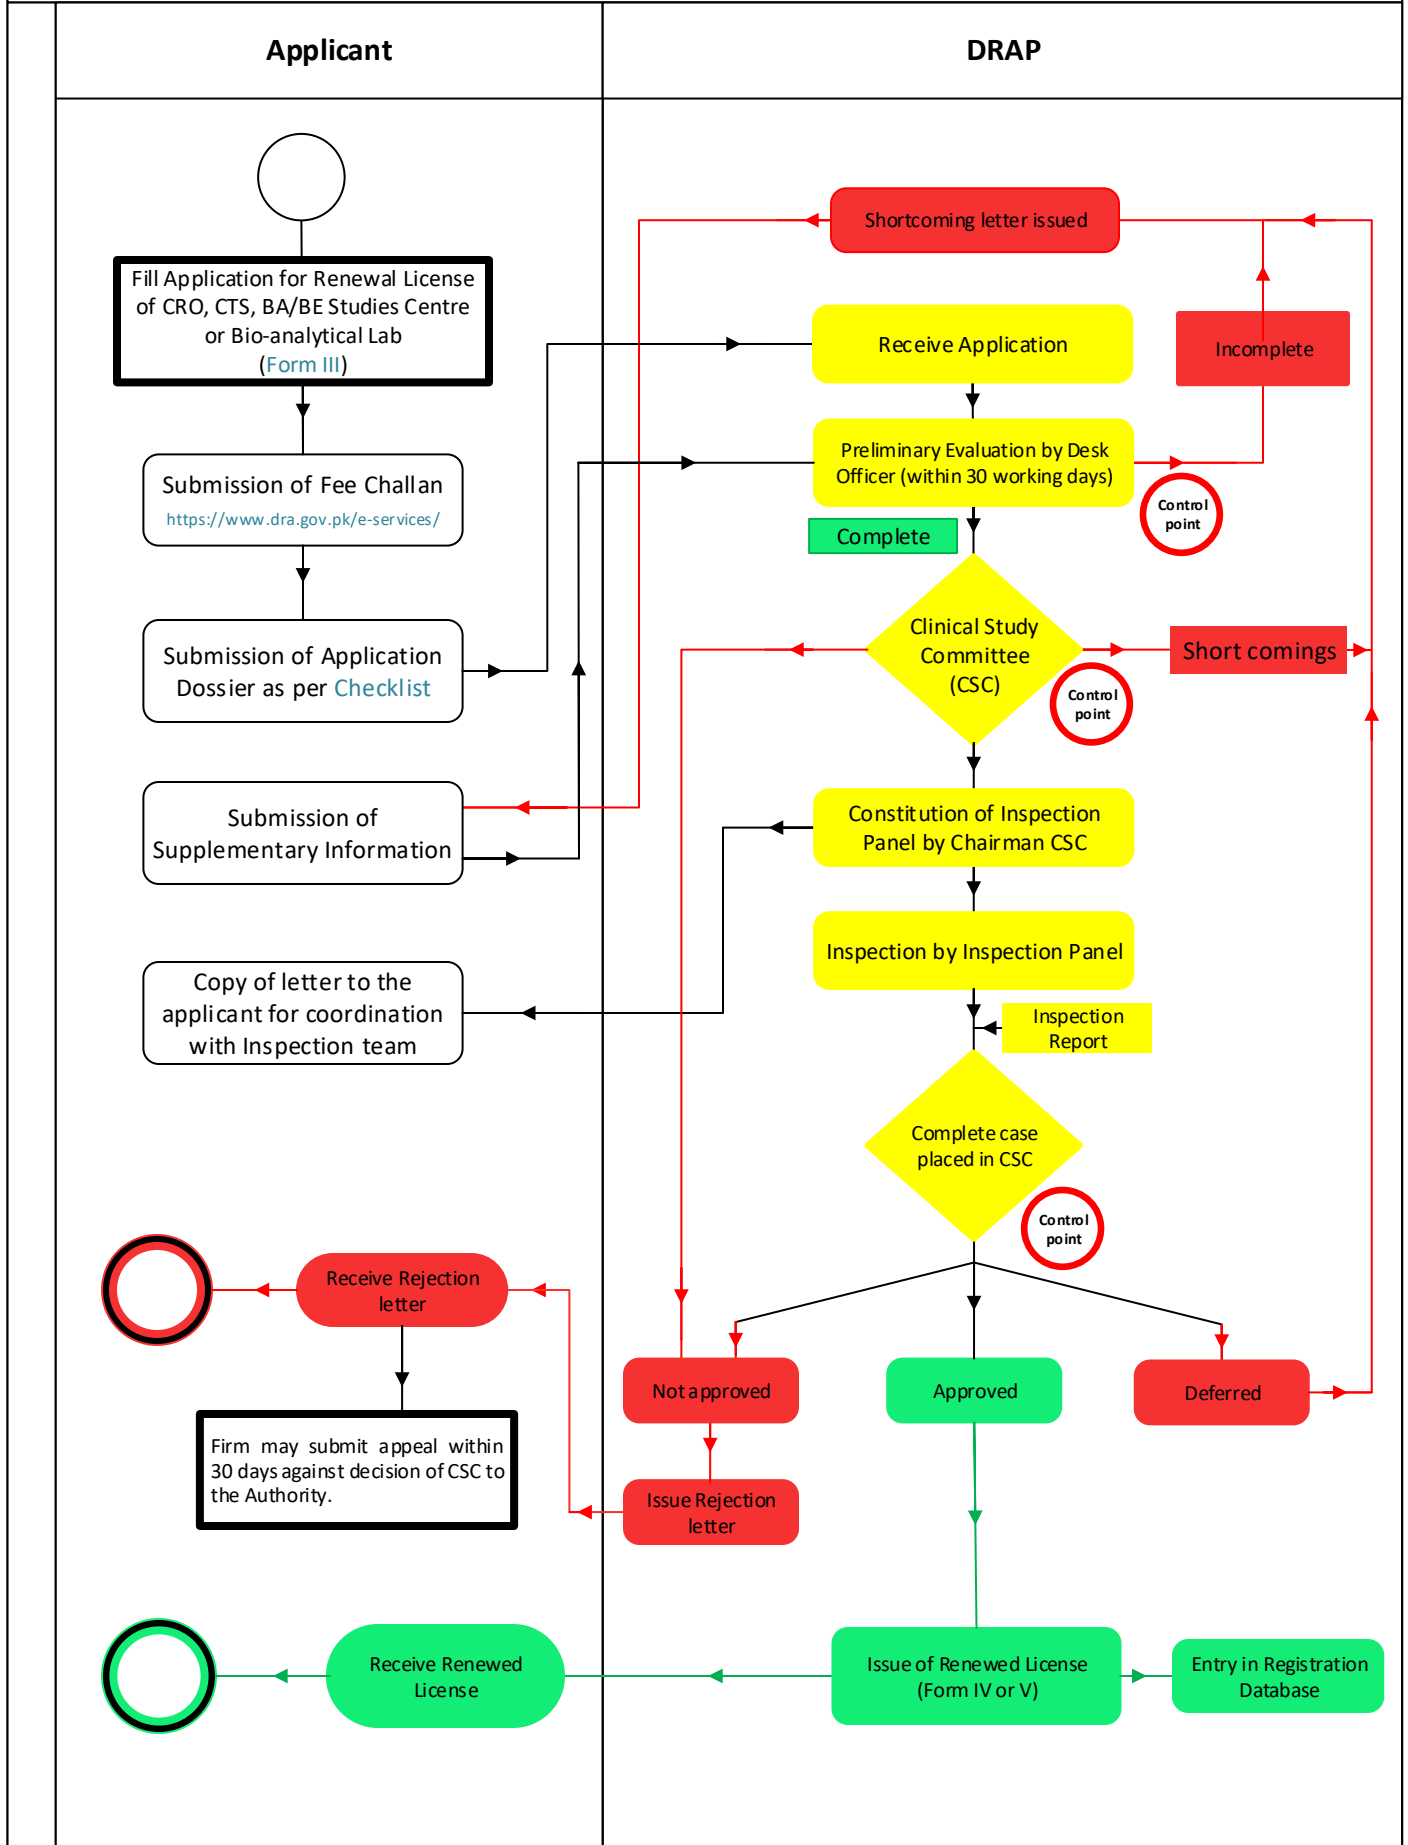 Applicant
DRAP
Fill Application for Renewal License
of CRO, CTS, BA/BE Studies Centre
or Bio-analytical Lab
(Form III)
Submission of Fee Challan
https://www.dra.gov.pk/e-services/
Submission of Application
Dossier as per Checklist
Submission of
Supplementary Information
Copy of letter to the
applicant for coordination
with Inspection team
Receive Rejection
letter
Firm may submit appeal within
30 days against decision of CSC to
the Authority.
Receive Renewed
License
Shortcoming letter issued
Receive Application
Incomplete
Preliminary Evaluation by Desk
Officer (within 30 working days)
Control
point
Complete
Clinical Study
Committee
(CSC)
Short comings
Control
point
Constitution of Inspection
Panel by Chairman CSC
Inspection by Inspection Panel
Inspection
Report
Complete case
placed in CSC
Control
point
Not approved
Approved
Deferred
Issue Rejection
letter
Issue of Renewed License
(Form IV or V)
Entry in Registration
Database